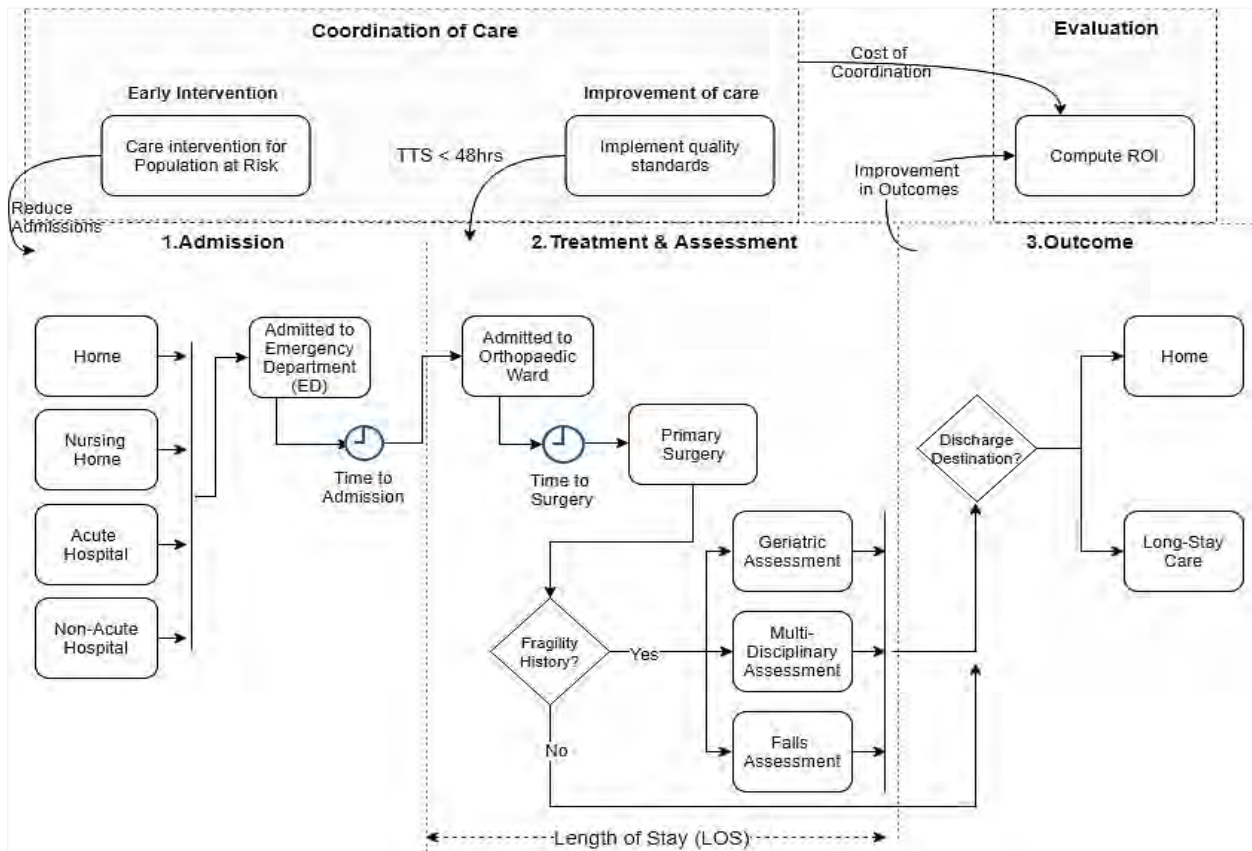 Coordination of Care
Evaluation
Cost of
Coordination
Early Intervention
Improvement of care
Care intervention for
Population at Risk
TTS < 48hrs
Implement quality
standards
Compute ROI
Improvement
in Outcomes
Reduce
Admissions
1.Admission
2.Treatment & Assessment
3.Outcome
Home
Admitted to
Emergency
Department
(ED)
Admitted to
Orthopaedic
Ward
Home
Nursing
Home
Time to
Admission
Time to
Surgery
Primary
Surgery
Discharge
Destination?
Acute
Hospital
Geriatric
Assessment
Long-Stay
Care
Non-Acute
Hospital
Fragility
History?
Yes
Multi-
Disciplinary
Assessment
No
Falls
Assessment
Length of Stay (LOS)